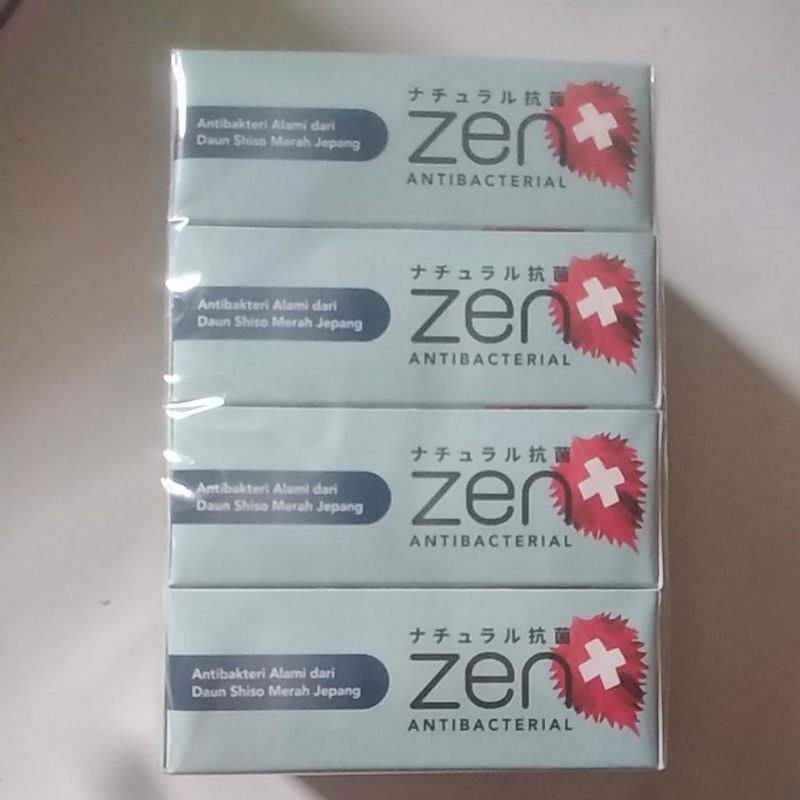 Antibakteri Alami dari
Daun Shiso Merah Jepang
ナチュラル抗菌
zen
ANTIBACTERIAL
Antibakteri Alami dari
Daun Shiso Merah Jepang
ナチュラル抗菌
zen
ANTIBACTERIAL
Antibakteri Alami dari
Daun Shiso Merah Jepang
ナチュラル抗菌
zen
ANTIBACTERIAL
Antibakteri Alami dari
Daun Shiso Merah Jepang
ナチュラル抗菌
zen
ANTIBACTERIAL